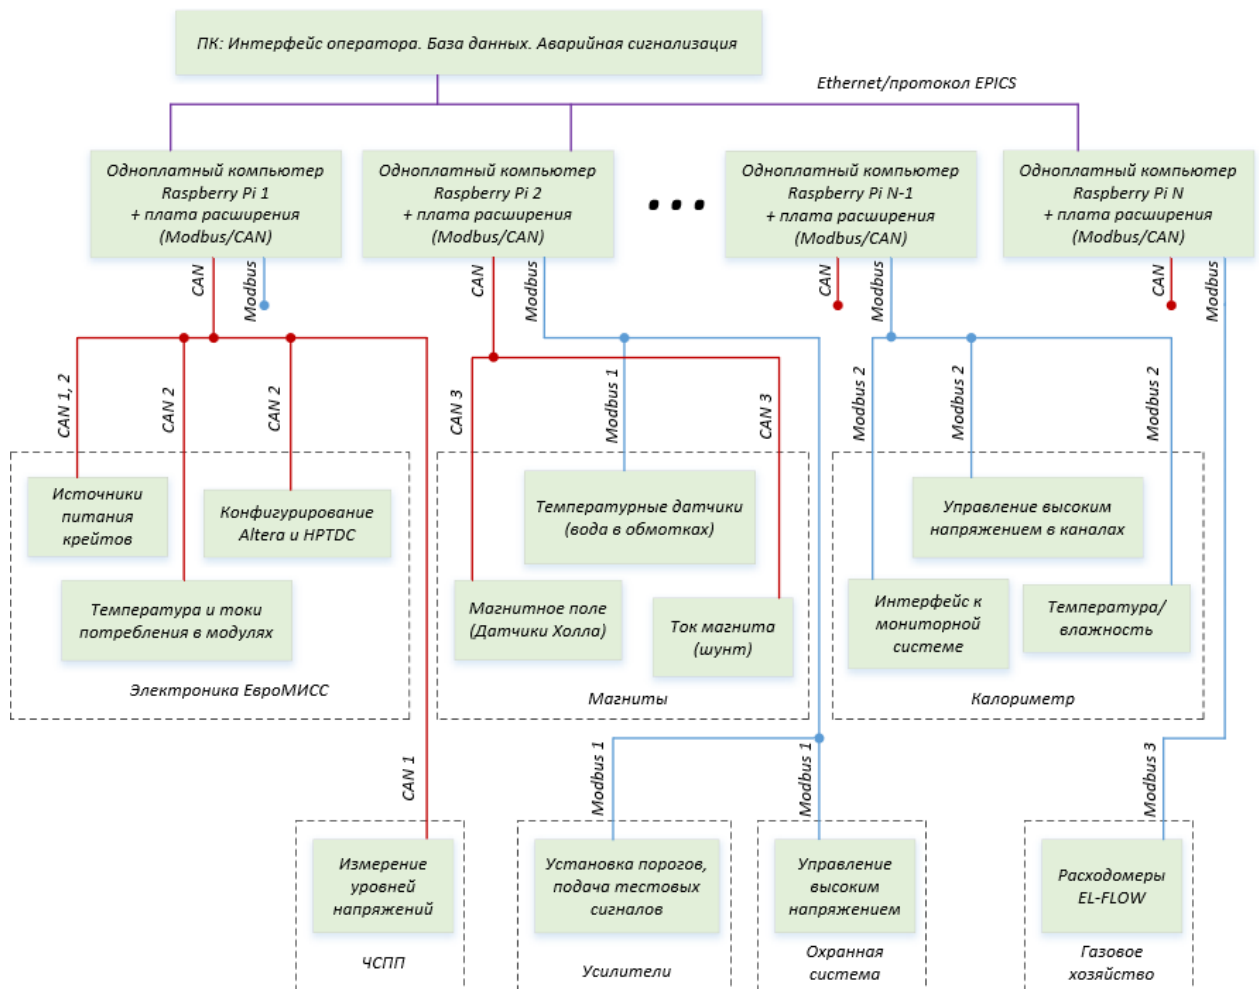 ПК: Интерфейс оператора. База данных. Аварийная сигнализация
Ethernet/протокол EPICS
Одноплатный компьютер
Raspberry Pi 1
+ плата расширения
(Modbus/CAN)
Одноплатный компьютер
Raspberry Pi 2
+ плата расширения
(Modbus/CAN)
• • •
Одноплатный компьютер
Raspberry Pi N-1
+ плата расширения
(Modbus/CAN)
Одноплатный компьютер
Raspberry Pi N
+ плата расширения
(Modbus/CAN)
CAN
Modbus
CAN
Modbus
CAN
Modbus
CAN
Modbus
CAN 1, 2
CAN 2
CAN 2
CAN 3
Modbus 1
CAN 3
Modbus 2
Modbus 2
Modbus 2
Источники
питания
крейтов
Конфигурирование
Altera и HPTDC
Температура и токи
потребления в модулях
Электроника ЕвроМИСС
Температурные датчики
(вода в обмотках)
Магнитное поле
(Датчики Холла)
Ток магнита
(шунт)
Магниты
Управление высоким
напряжением в каналах
Интерфейс к
мониторной
системе
Температура/
влажность
Калориметр
CAN 1
Modbus 1
Modbus 1
Modbus 3
Измерение
уровней
напряжений
ЧСПП
Установка порогов,
подача тестовых
сигналов
Усилители
Управление
высоким
напряжением
Охранная
система
Расходомеры
EL-FLOW
Газовое
хозяйство